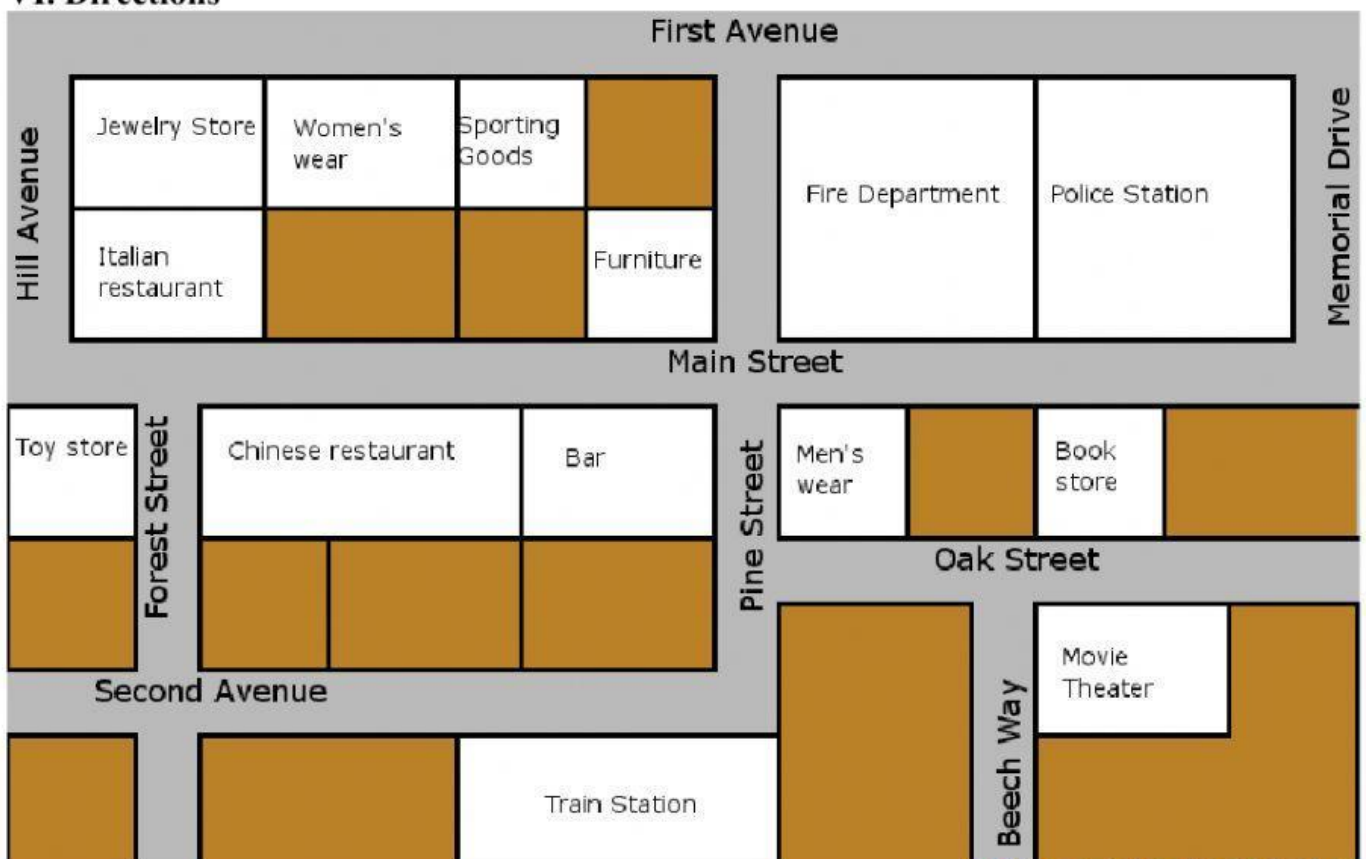 VI. Directions
First Avenue
Hill Avenue
Jewelry Store
Women's
wear
Sporting
Goods
Fire Department
Police Station
Memorial Drive
Italian
restaurant
Furniture
Main Street
Toy store
Forest Street
Chinese restaurant
Bar
Pine Street
Men's
wear
Book
store
Oak Street
Second Avenue
Movie
Theater
Beech Way
Train Station